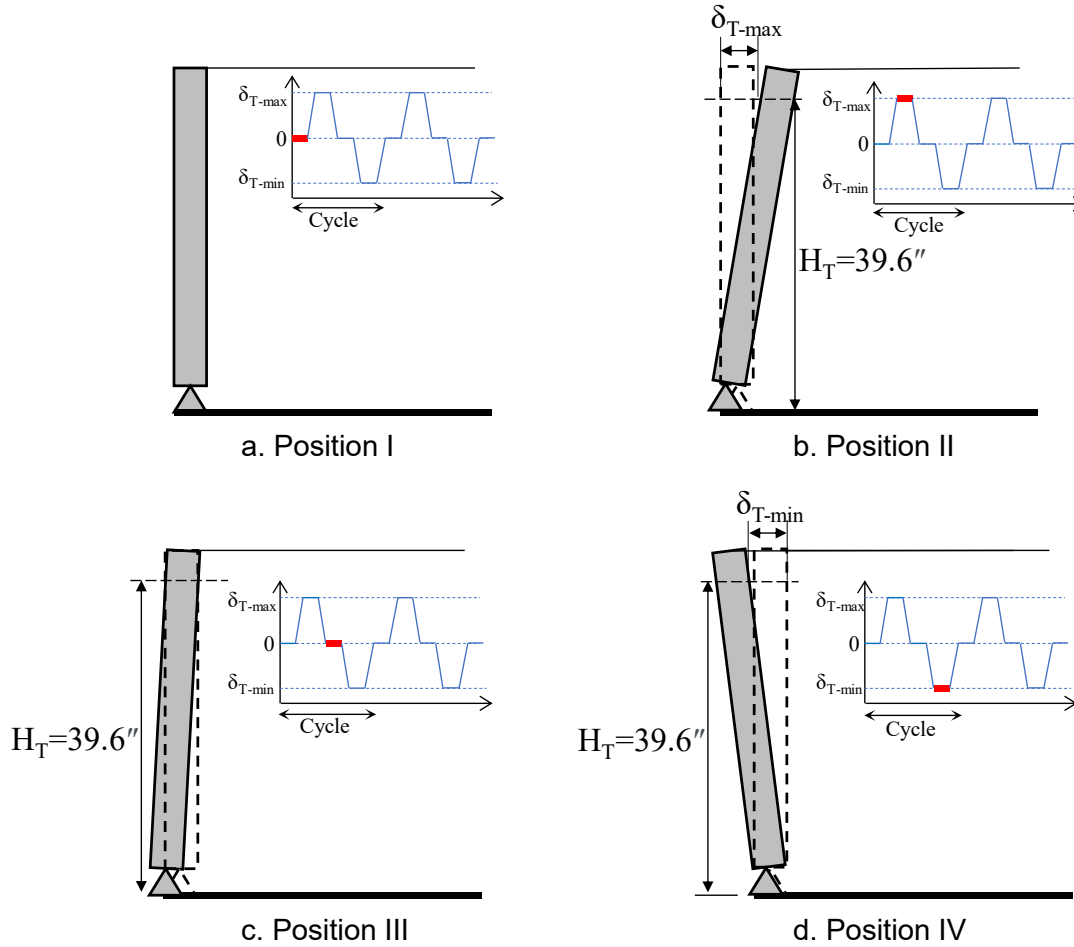 δT-max
0
δT-min
Cycle
a. Position I
δT-max
δT-max
0
δT-min
Cycle
HT=39.6″
b. Position II
δT-max
0
δT-min
Cycle
HT=39.6″
c. Position III
δT-min
δT-max
0
δT-min
Cycle
HT=39.6″
d. Position IV